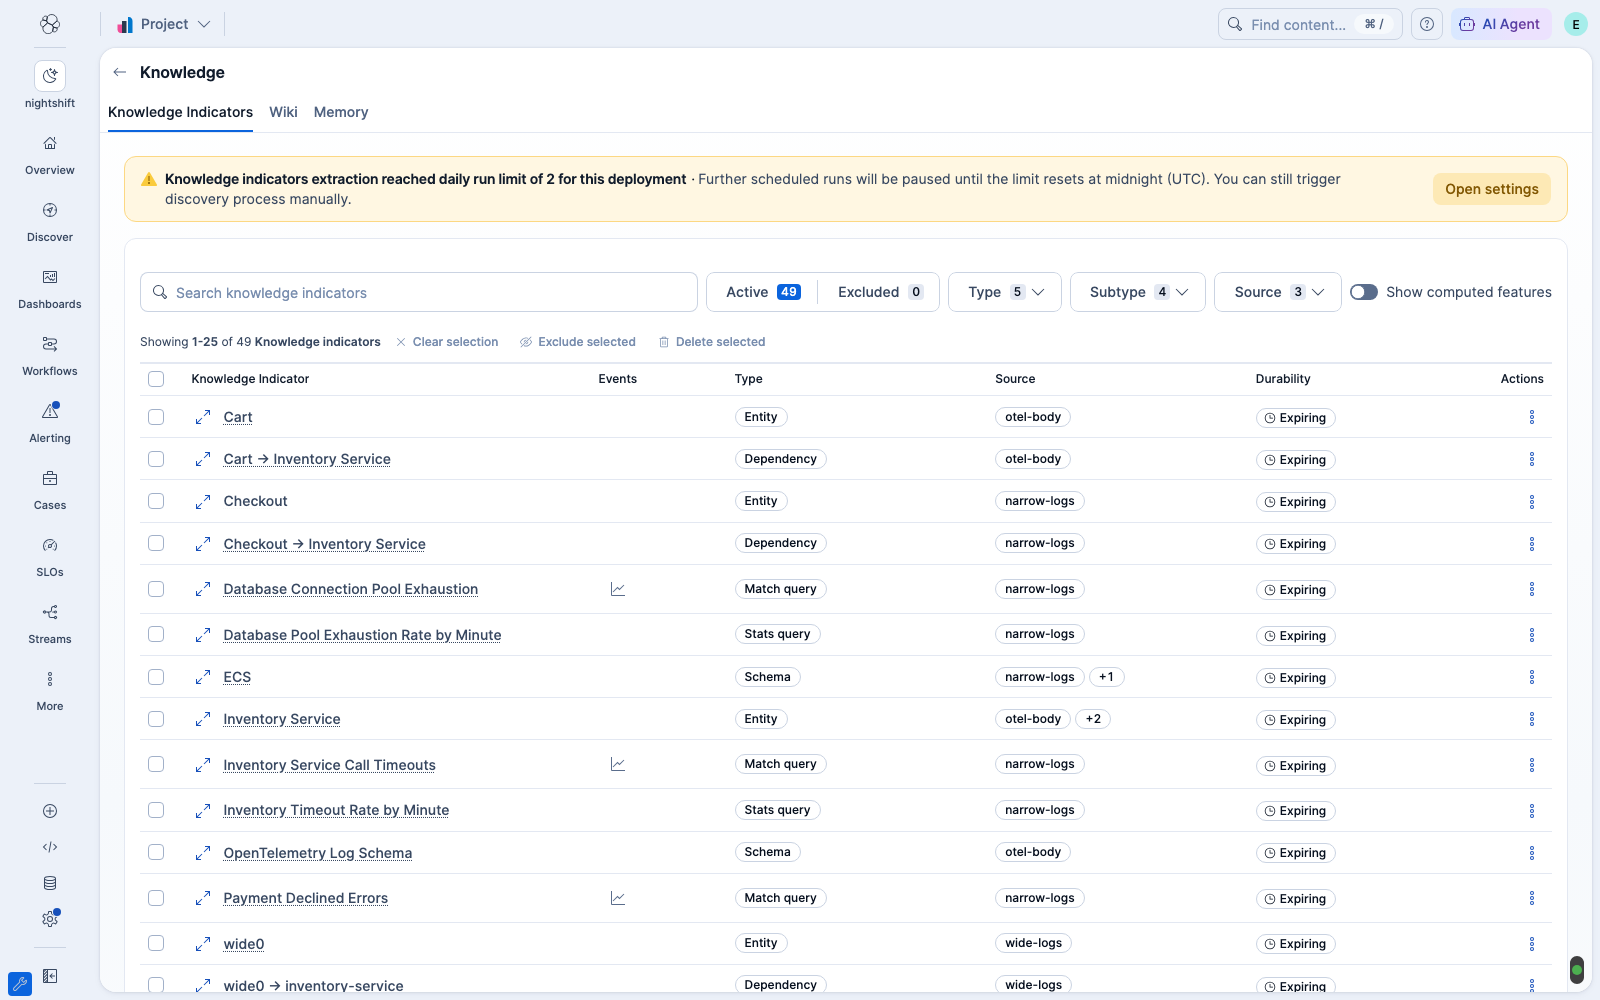 Project
Find content...
⌘ /
AI Agent
E
nightshift
Overview
Discover
Dashboards
Workflows
Alerting
Cases
SLOs
Streams
More
Knowledge
Knowledge Indicators
Wiki
Memory
Knowledge indicators extraction reached daily run limit of 2 for this deployment · Further scheduled runs will be paused until the limit resets at midnight (UTC). You can still trigger
discovery process manually.
Open settings
Search knowledge indicators
Active 49
Excluded 0
Type 5
Subtype 4
Source 3
Show computed features
Showing 1-25 of 49 Knowledge indicators
Clear selection
Exclude selected
Delete selected
Knowledge Indicator Events Type Source Durability Actions
Cart Entity otel-body Expiring
Cart → Inventory Service Dependency otel-body Expiring
Checkout Entity narrow-logs Expiring
Checkout → Inventory Service Dependency narrow-logs Expiring
Database Connection Pool Exhaustion Match query narrow-logs Expiring
Database Pool Exhaustion Rate by Minute Stats query narrow-logs Expiring
ECS Schema narrow-logs +1 Expiring
Inventory Service Entity otel-body +2 Expiring
Inventory Service Call Timeouts Match query narrow-logs Expiring
Inventory Timeout Rate by Minute Stats query narrow-logs Expiring
OpenTelemetry Log Schema Schema otel-body Expiring
Payment Declined Errors Match query narrow-logs Expiring
wide0 Entity wide-logs Expiring
wide0 → inventory-service Dependency wide-logs Expiring